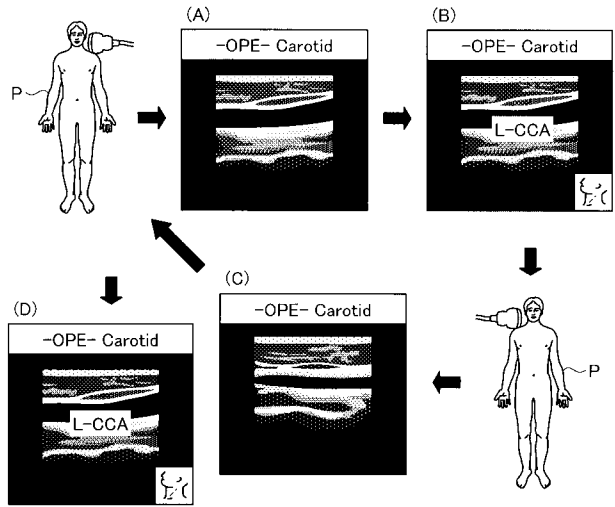 (A)
-OPE- Carotid
(B)
-OPE- Carotid
L-CCA
P
(C)
-OPE- Carotid
(D)
-OPE- Carotid
L-CCA
P